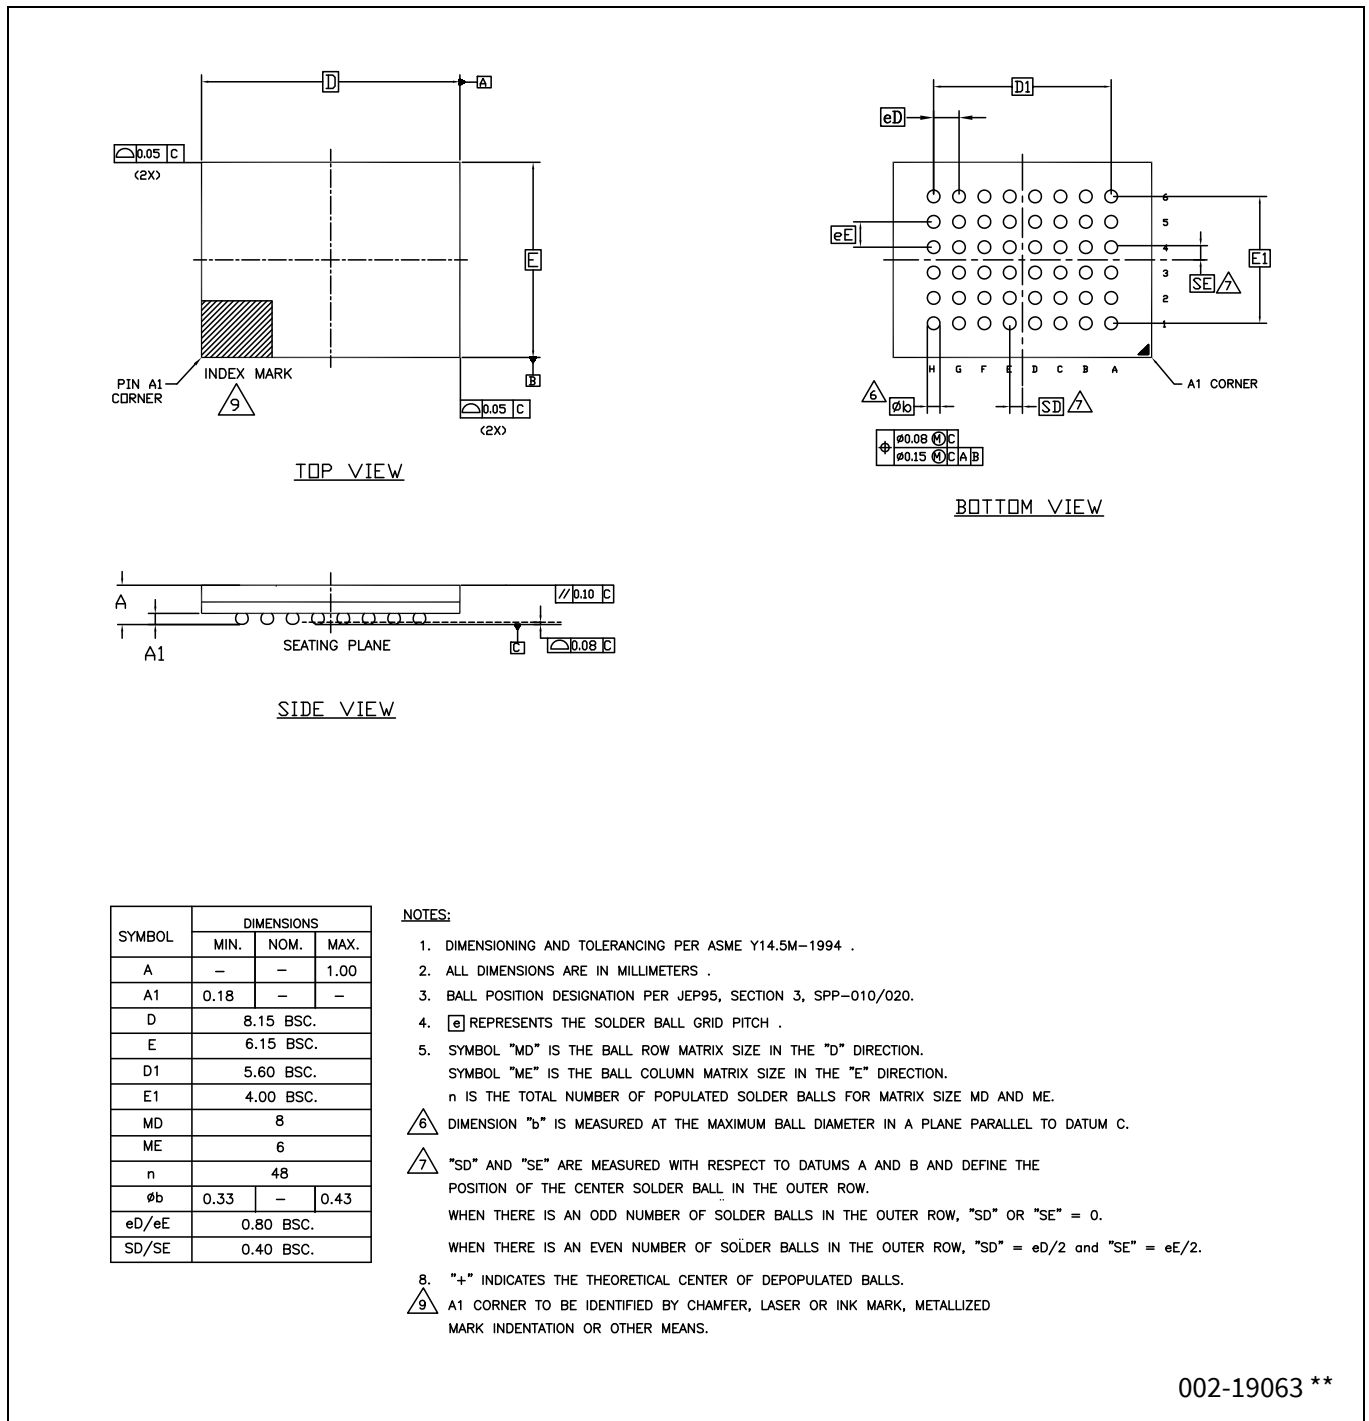 D
A
0.05 C
(2X)
E
PIN A1
CORNER
INDEX MARK
9
B
0.05 C
(2X)
TOP VIEW
D1
eD
eE
6
5
4
3
2
1
E1
SE 7
H G F E D C B A
A1 CORNER
6
øb
SD 7
⌖ ø0.08 Ⓜ C
ø0.15 Ⓜ C A B
BOTTOM VIEW
A
A1
SEATING PLANE
// 0.10 C
C
0.08 C
SIDE VIEW
SYMBOL DIMENSIONS
MIN. NOM. MAX.
A – – 1.00
A1 0.18 – –
D 8.15 BSC.
E 6.15 BSC.
D1 5.60 BSC.
E1 4.00 BSC.
MD 8
ME 6
n 48
øb 0.33 – 0.43
eD/eE 0.80 BSC.
SD/SE 0.40 BSC.
NOTES:
1. DIMENSIONING AND TOLERANCING PER ASME Y14.5M-1994 .
2. ALL DIMENSIONS ARE IN MILLIMETERS .
3. BALL POSITION DESIGNATION PER JEP95, SECTION 3, SPP-010/020.
4. e REPRESENTS THE SOLDER BALL GRID PITCH .
5. SYMBOL "MD" IS THE BALL ROW MATRIX SIZE IN THE "D" DIRECTION.
SYMBOL "ME" IS THE BALL COLUMN MATRIX SIZE IN THE "E" DIRECTION.
n IS THE TOTAL NUMBER OF POPULATED SOLDER BALLS FOR MATRIX SIZE MD AND ME.
6 DIMENSION "b" IS MEASURED AT THE MAXIMUM BALL DIAMETER IN A PLANE PARALLEL TO DATUM C.
7 "SD" AND "SE" ARE MEASURED WITH RESPECT TO DATUMS A AND B AND DEFINE THE
POSITION OF THE CENTER SOLDER BALL IN THE OUTER ROW.
WHEN THERE IS AN ODD NUMBER OF SOLDER BALLS IN THE OUTER ROW, "SD" OR "SE" = 0.
WHEN THERE IS AN EVEN NUMBER OF SOLDER BALLS IN THE OUTER ROW, "SD" = eD/2 and "SE" = eE/2.
8. "+" INDICATES THE THEORETICAL CENTER OF DEPOPULATED BALLS.
9 A1 CORNER TO BE IDENTIFIED BY CHAMFER, LASER OR INK MARK, METALLIZED
MARK INDENTATION OR OTHER MEANS.
002-19063 **